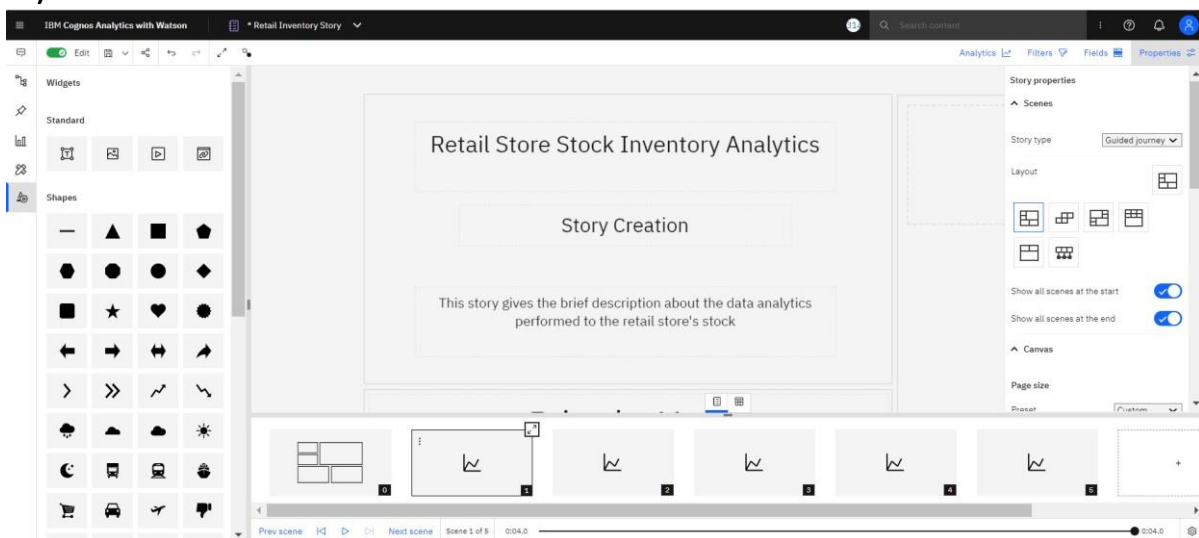 IBM Cognos Analytics with Watson
* Retail Inventory Story
Search content
Edit
Analytics
Filters
Fields
Properties
Widgets
Standard
Shapes
Retail Store Stock Inventory Analytics
Story Creation
This story gives the brief description about the data analytics
performed to the retail store's stock
Story properties
Scenes
Story type
Guided journey
Layout
Show all scenes at the start
Show all scenes at the end
Canvas
Page size
Preset
Custom
0
1
2
3
4
5
+
Prev scene
Next scene
Scene 1 of 5
0:04.0
0:04.0